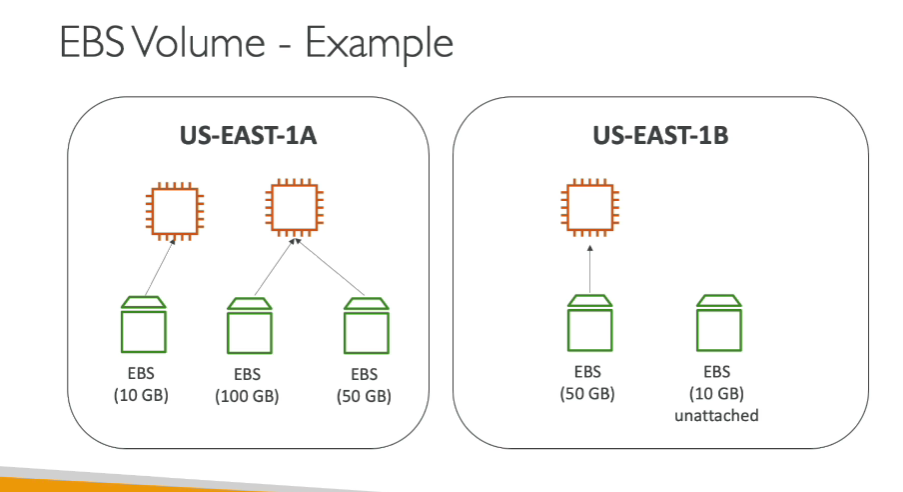 EBS Volume - Example
US-EAST-1A
US-EAST-1B
EBS
(10 GB)
EBS
(100 GB)
EBS
(50 GB)
EBS
(50 GB)
EBS
(10 GB)
unattached